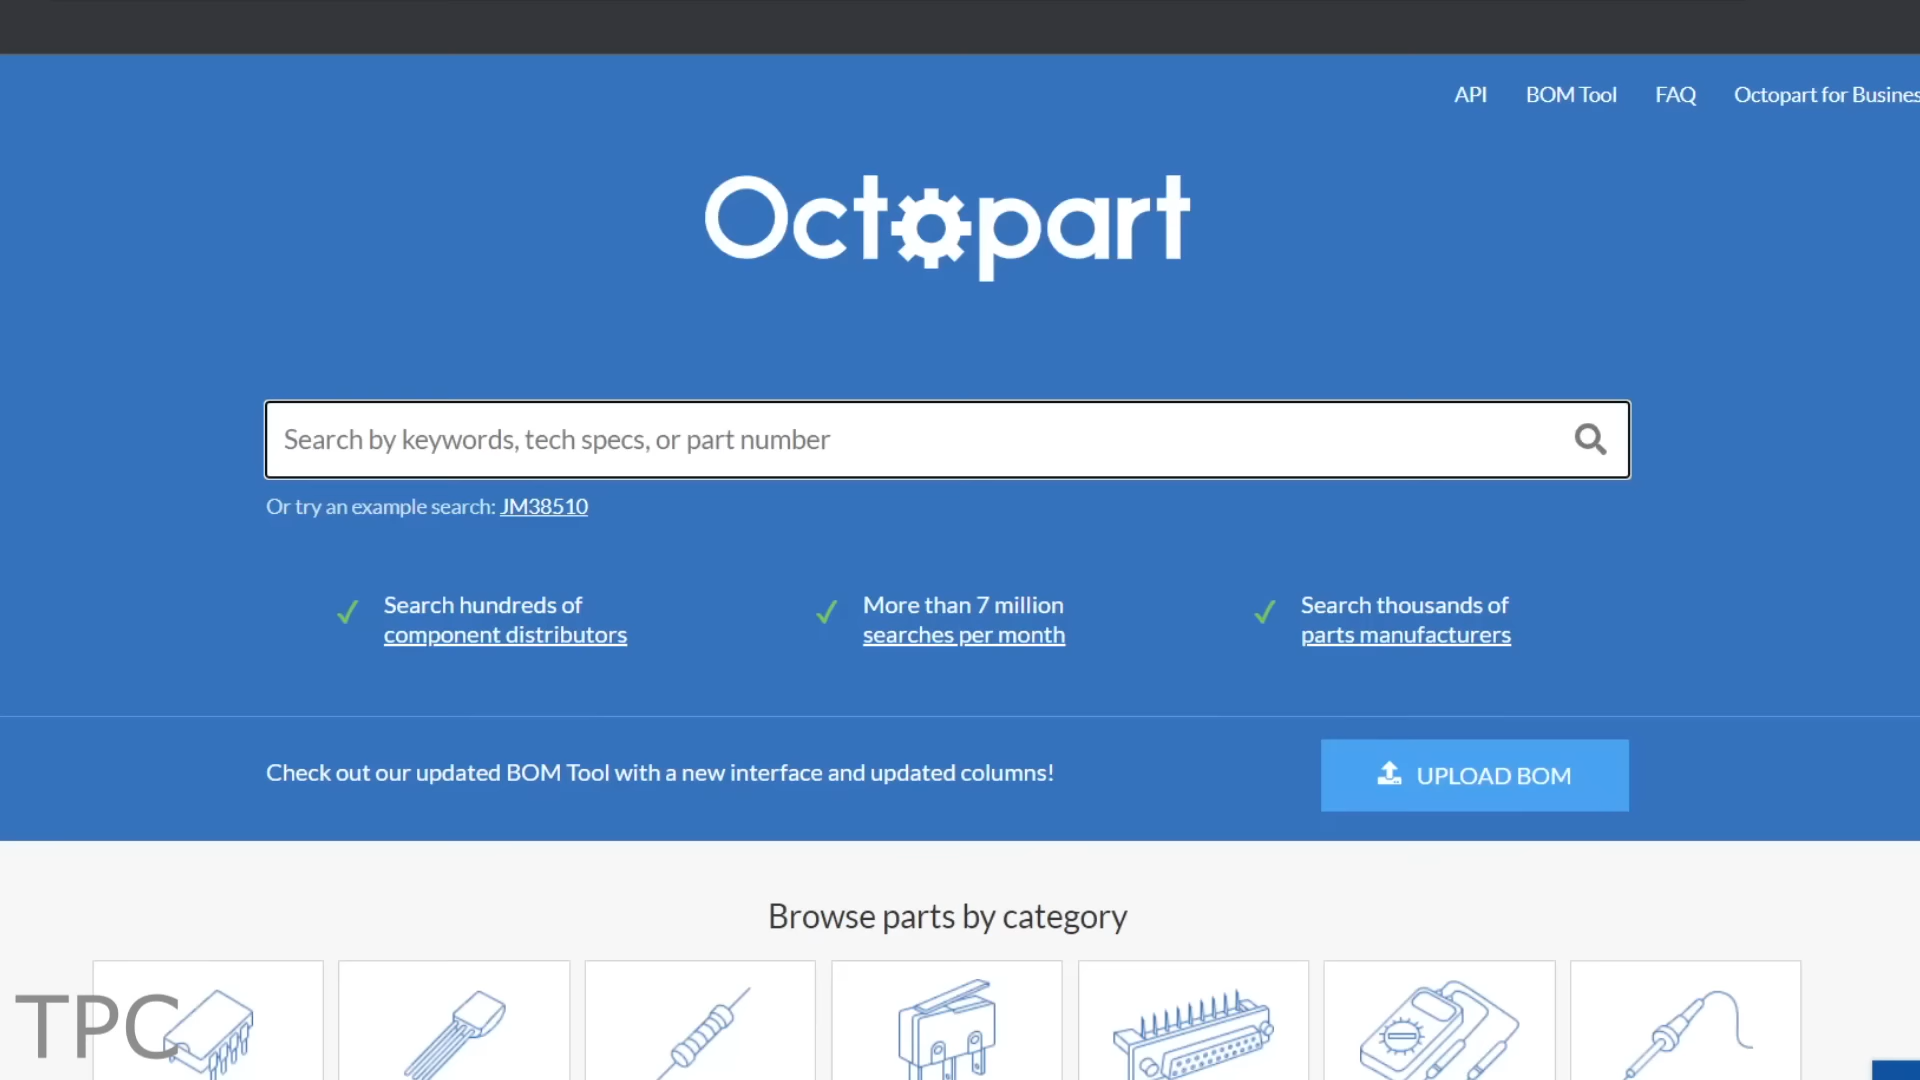 API BOM Tool FAQ Octopart for Busines
Octopart
Search by keywords, tech specs, or part number
Or try an example search: JM38510
Search hundreds of
component distributors
More than 7 million
searches per month
Search thousands of
parts manufacturers
Check out our updated BOM Tool with a new interface and updated columns!
UPLOAD BOM
Browse parts by category
TPC